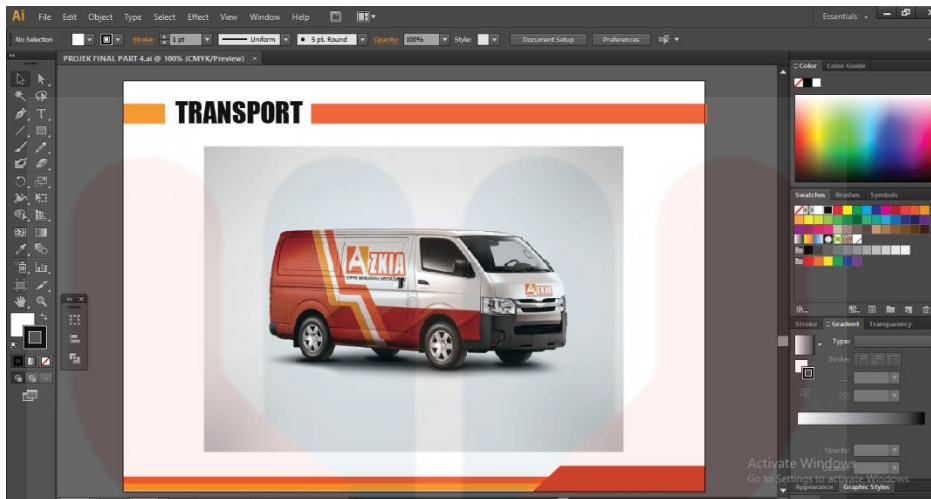 Ai File Edit Object Type Select Effect View Window Help Essentials
No Selection Stroke: 1 pt Uniform 5 pt. Round Opacity: 100% Style: Document Setup Preferences
PROJEK FINAL PART 4.ai @ 100% (CMYK/Preview) ×
Color Color Guide
TRANSPORT
AZKIA
AZKIA
Swatches Brushes Symbols
Stroke Gradient Transparency
Type:
Stroke:
Opacity:
Location:
Activate Windows
Go to Settings to activate Windows.
Appearance Graphic Styles